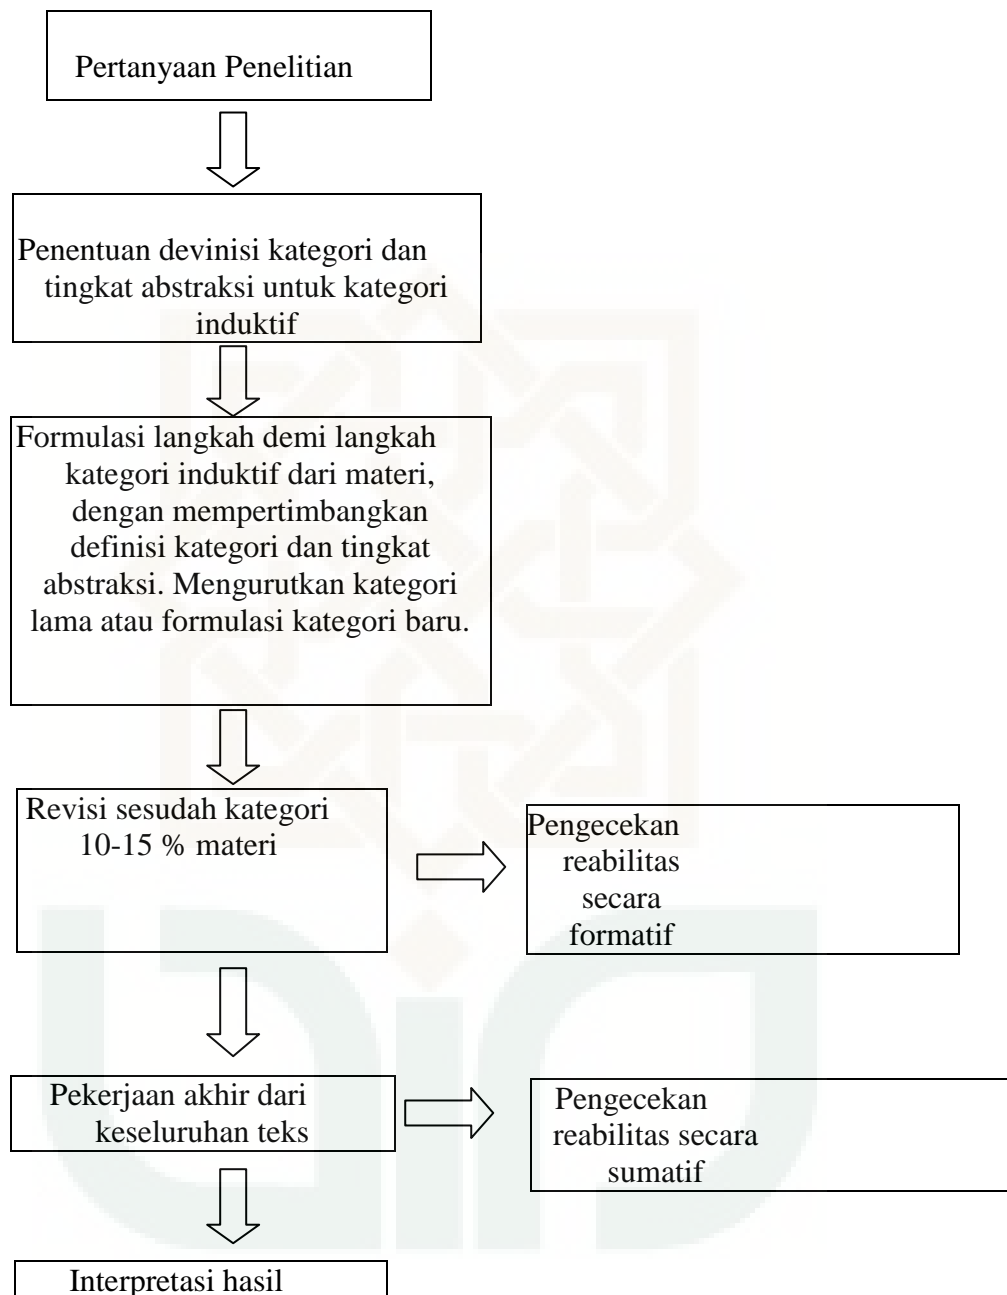 Pertanyaan Penelitian
Penentuan devinisi kategori dan
tingkat abstraksi untuk kategori
induktif
Formulasi langkah demi langkah
kategori induktif dari materi,
dengan mempertimbangkan
definisi kategori dan tingkat
abstraksi. Mengurutkan kategori
lama atau formulasi kategori baru.
Revisi sesudah kategori
10-15 % materi
Pengecekan
reabilitas
secara
formatif
Pekerjaan akhir dari
keseluruhan teks
Pengecekan
reabilitas secara
sumatif
Interpretasi hasil